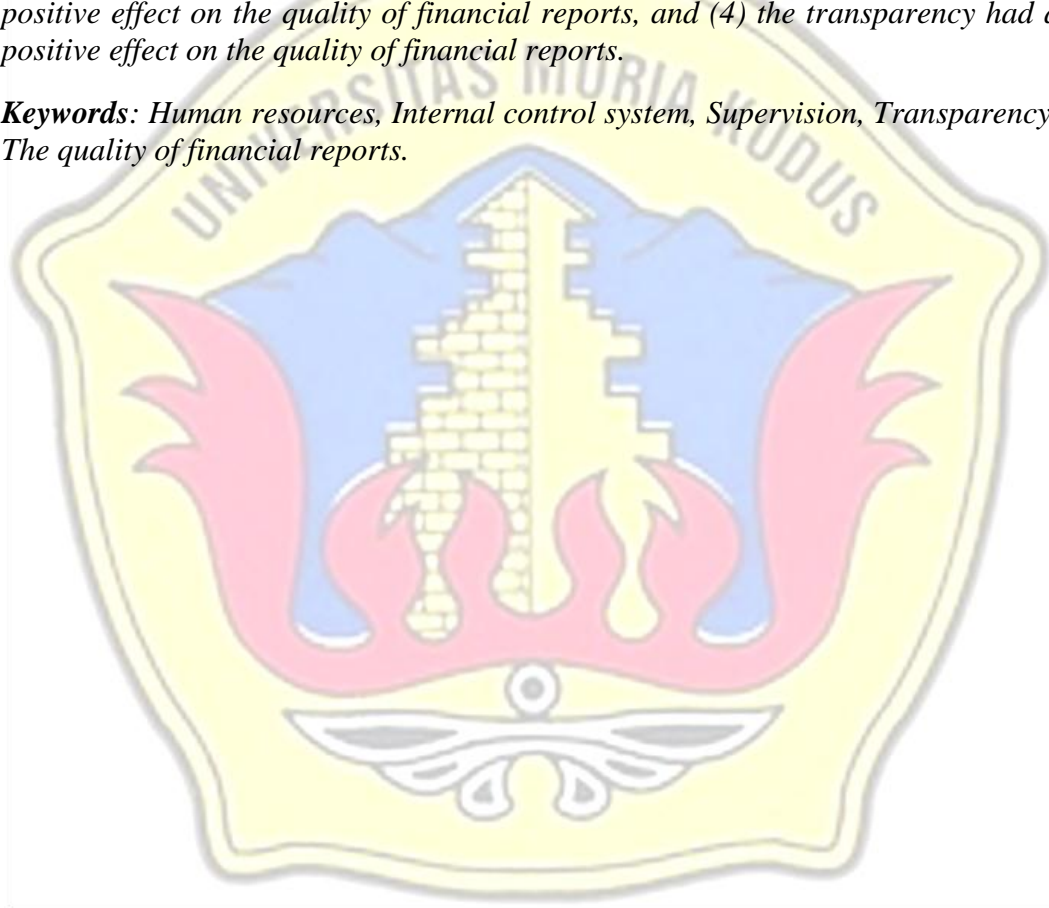 positive effect on the quality of financial reports, and (4) the transparency had a
positive effect on the quality of financial reports.
Keywords: Human resources, Internal control system, Supervision, Transparency
The quality of financial reports.
UNIVERSITAS MURIA KUDUS